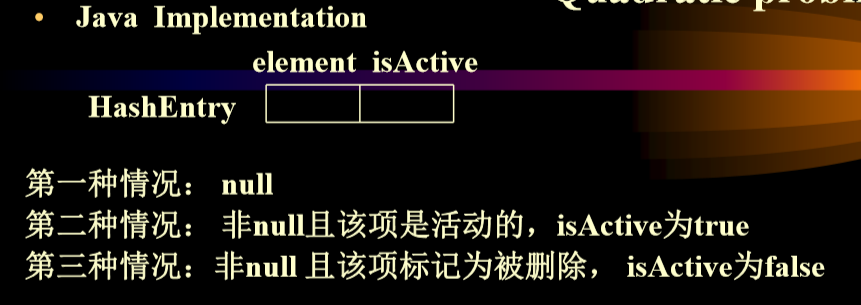 • Java Implementation
element isActive
HashEntry
第一种情况： null
第二种情况： 非null且该项是活动的，isActive为true
第三种情况：非null 且该项标记为被删除， isActive为false